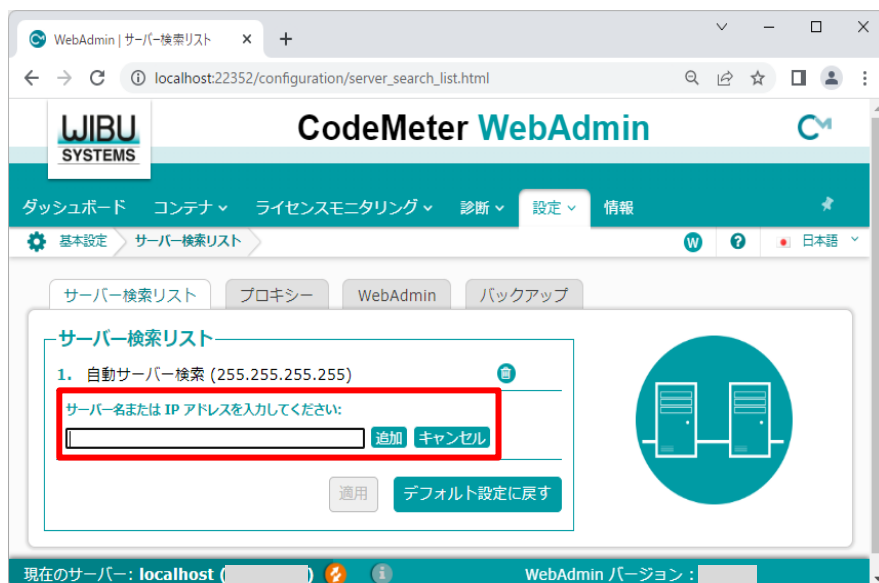 WebAdmin | サーバー検索リスト
localhost:22352/configuration/server_search_list.html
WIBU
SYSTEMS
CodeMeter WebAdmin
ダッシュボード コンテナ ライセンスモニタリング 診断 設定 情報
基本設定 サーバー検索リスト W ? 日本語
サーバー検索リスト プロキシー WebAdmin バックアップ
サーバー検索リスト
1. 自動サーバー検索 (255.255.255.255)
サーバー名または IP アドレスを入力してください:
追加 キャンセル
適用 デフォルト設定に戻す
現在のサーバー: localhost ( ) i WebAdmin バージョン :